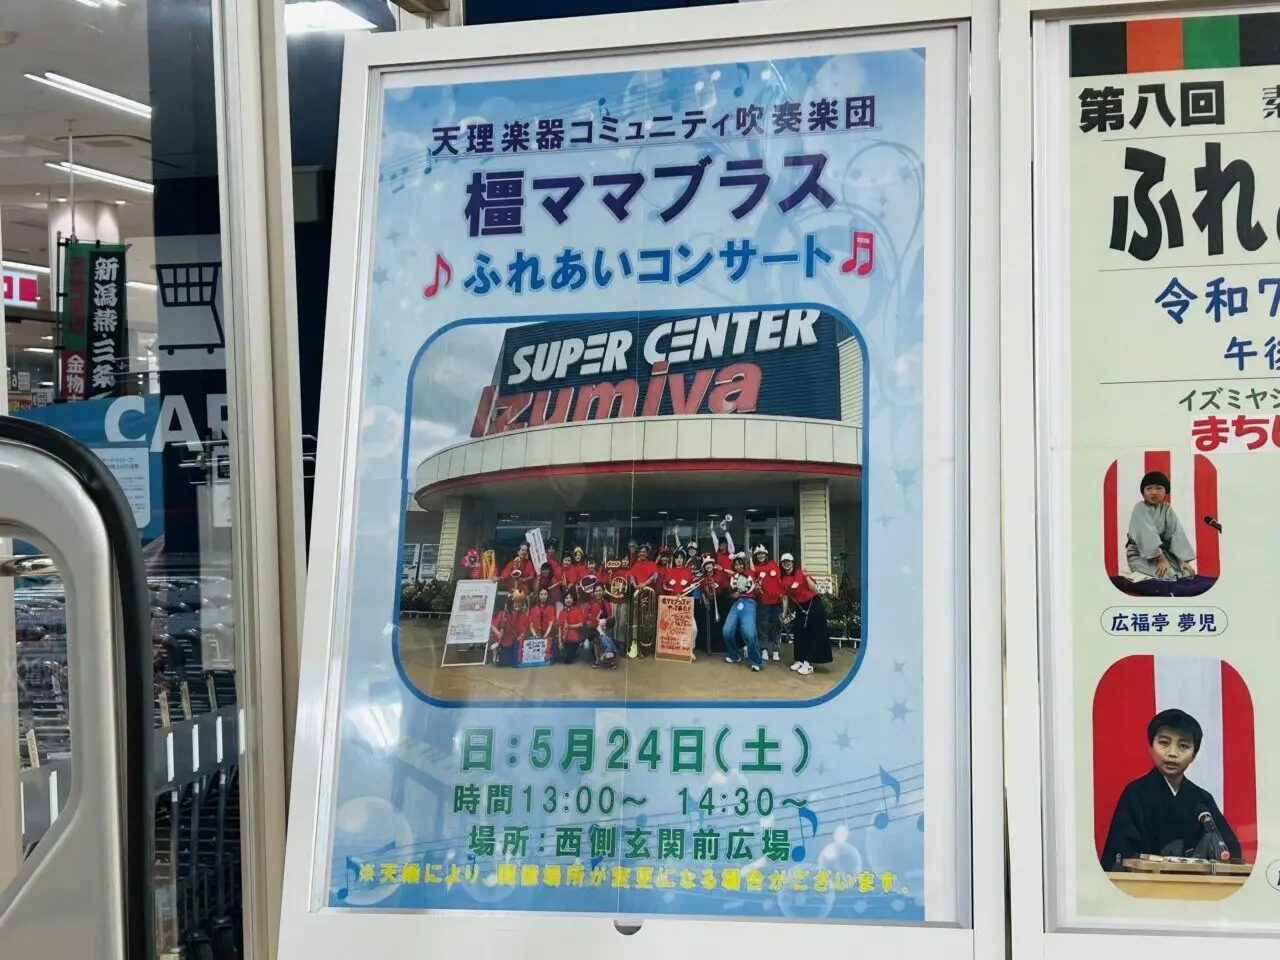 天理楽器コミュニティ吹奏楽団
橿ママブラス
♪ふれあいコンサート♬
SUPER CENTER
Izumiya
日：5月24日(土)
時間13:00～ 14:30～
場所：西側玄関前広場
※天候により 開催場所が変更になる場合がございます。
第八回
ふれ
令和7
午後
イズミヤ
まち
広福亭 夢児
新潟燕・三条
金物
CAR